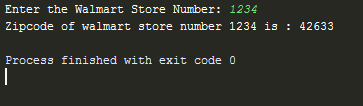 Enter the Walmart Store Number: 1234
Zipcode of walmart store number 1234 is : 42633
Process finished with exit code 0